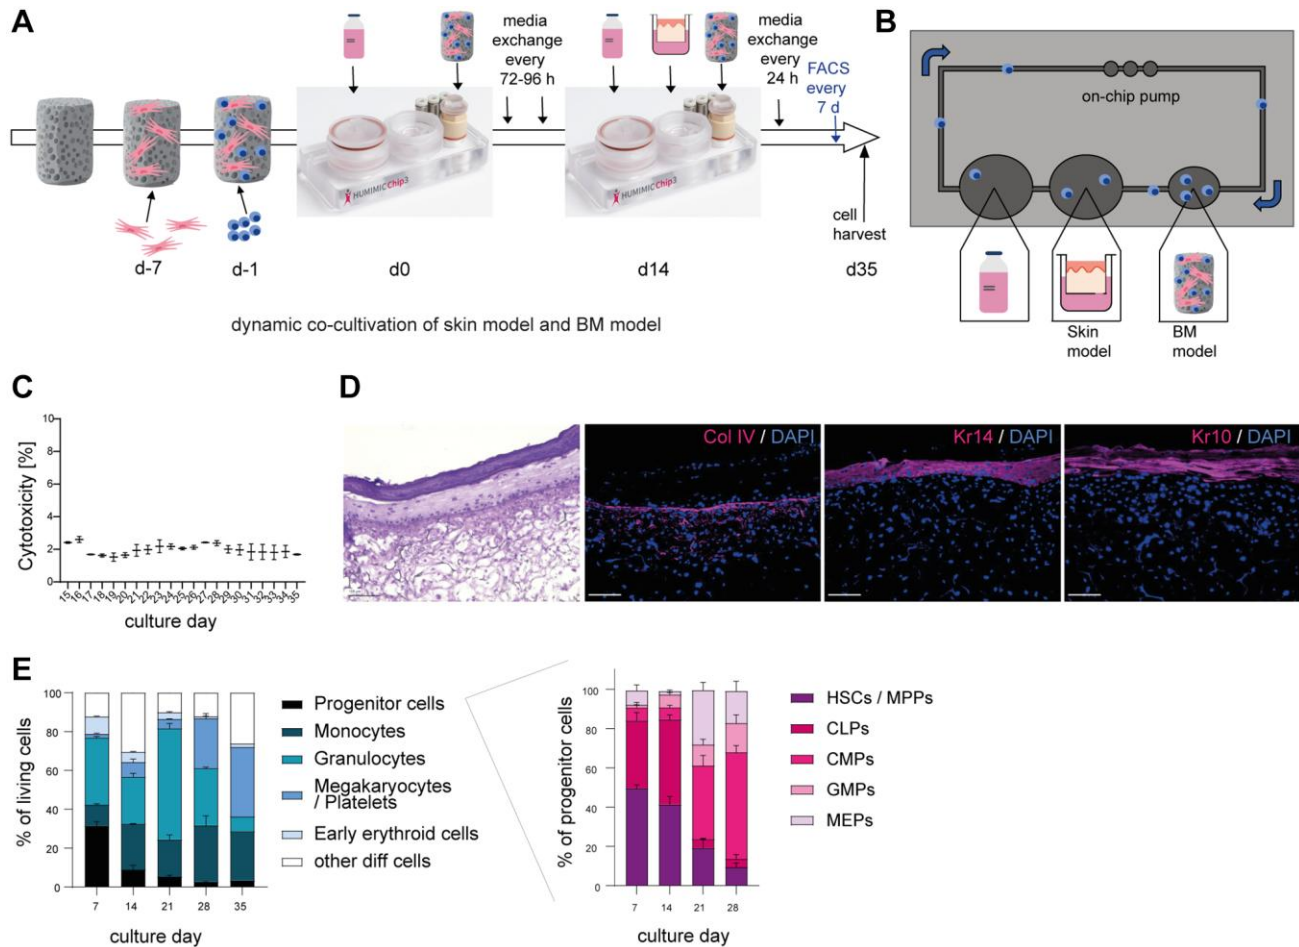 A
media
exchange
every
72-96 h
media
exchange
every
24 h
FACS
every
7 d
HUMIMIC Chip3
HUMIMIC Chip3
cell
harvest
d-7
d-1
d0
d14
d35
dynamic co-cultivation of skin model and BM model
B
on-chip pump
Skin
model
BM
model
C
Cytotoxicity [%]
10
8
6
4
2
0
15 16 17 18 19 20 21 22 23 24 25 26 27 28 29 30 31 32 33 34 35
culture day
D
Col IV / DAPI
Kr14 / DAPI
Kr10 / DAPI
E
% of living cells
100
80
60
40
20
0
7 14 21 28 35
culture day
Progenitor cells
Monocytes
Granulocytes
Megakaryocytes
/ Platelets
Early erythroid cells
other diff cells
% of progenitor cells
100
80
60
40
20
0
7 14 21 28
culture day
HSCs / MPPs
CLPs
CMPs
GMPs
MEPs